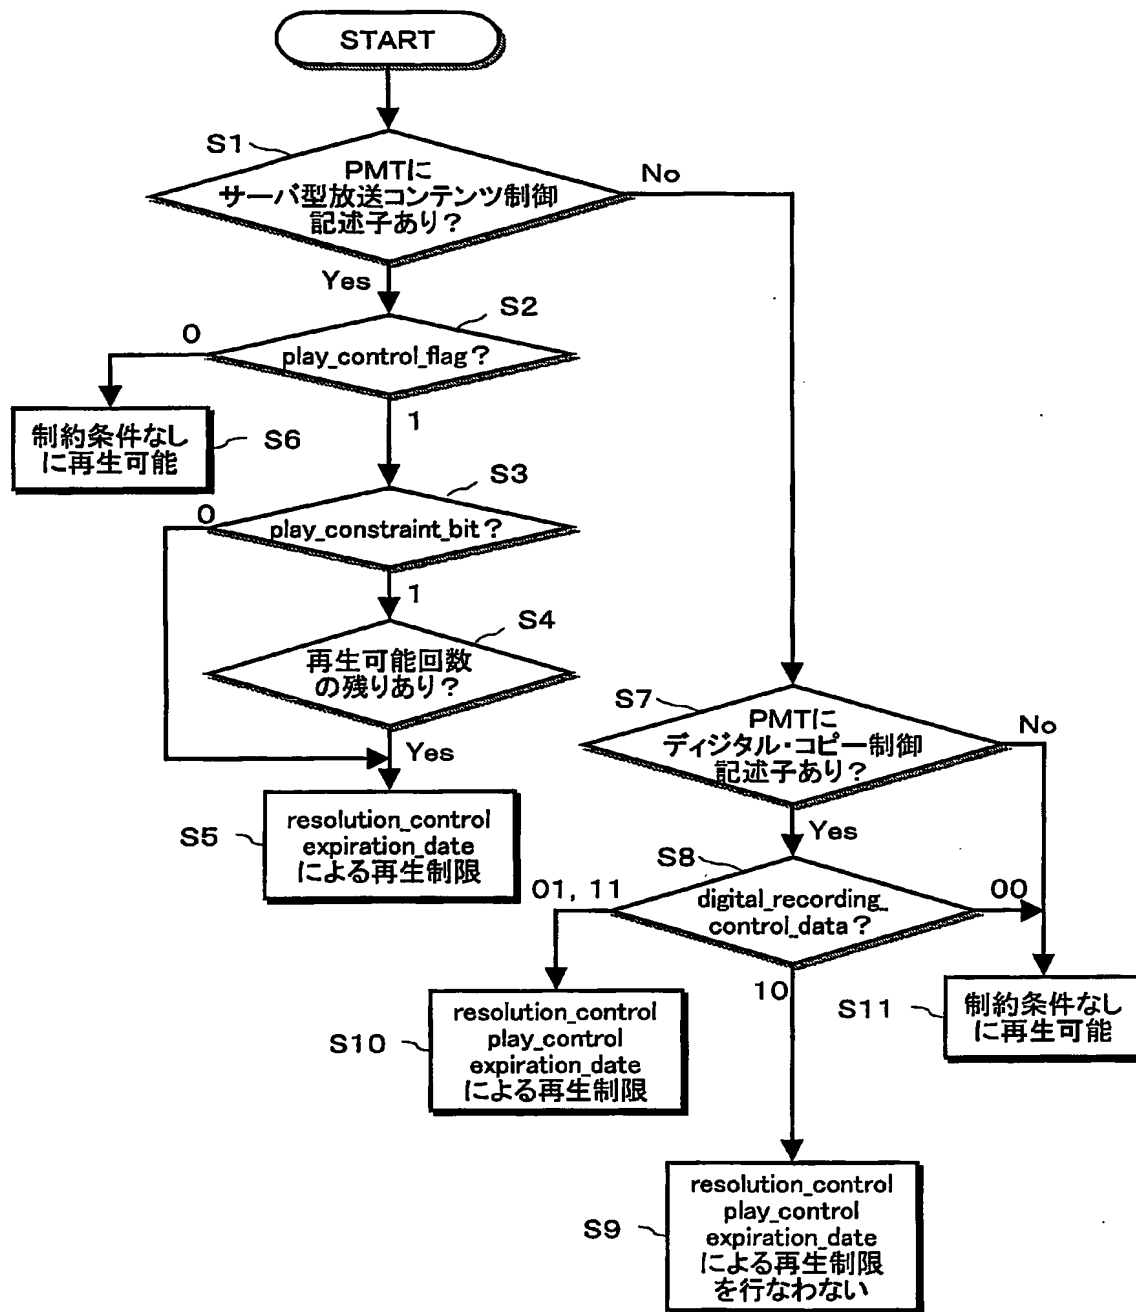 START
S1
PMTに
サーバ型放送コンテンツ制御
記述子あり？
No
Yes
S2
0
play_control_flag？
1
制約条件なし
に再生可能
S6
S3
0
play_constraint_bit？
1
S4
再生可能回数
の残りあり？
Yes
S5
resolution_control
expiration_date
による再生制限
S7
PMTに
ディジタル・コピー制御
記述子あり？
No
Yes
S8
01, 11
digital_recording_
control_data？
00
10
S10
resolution_control
play_control
expiration_date
による再生制限
S11
制約条件なし
に再生可能
S9
resolution_control
play_control
expiration_date
による再生制限
を行なわない